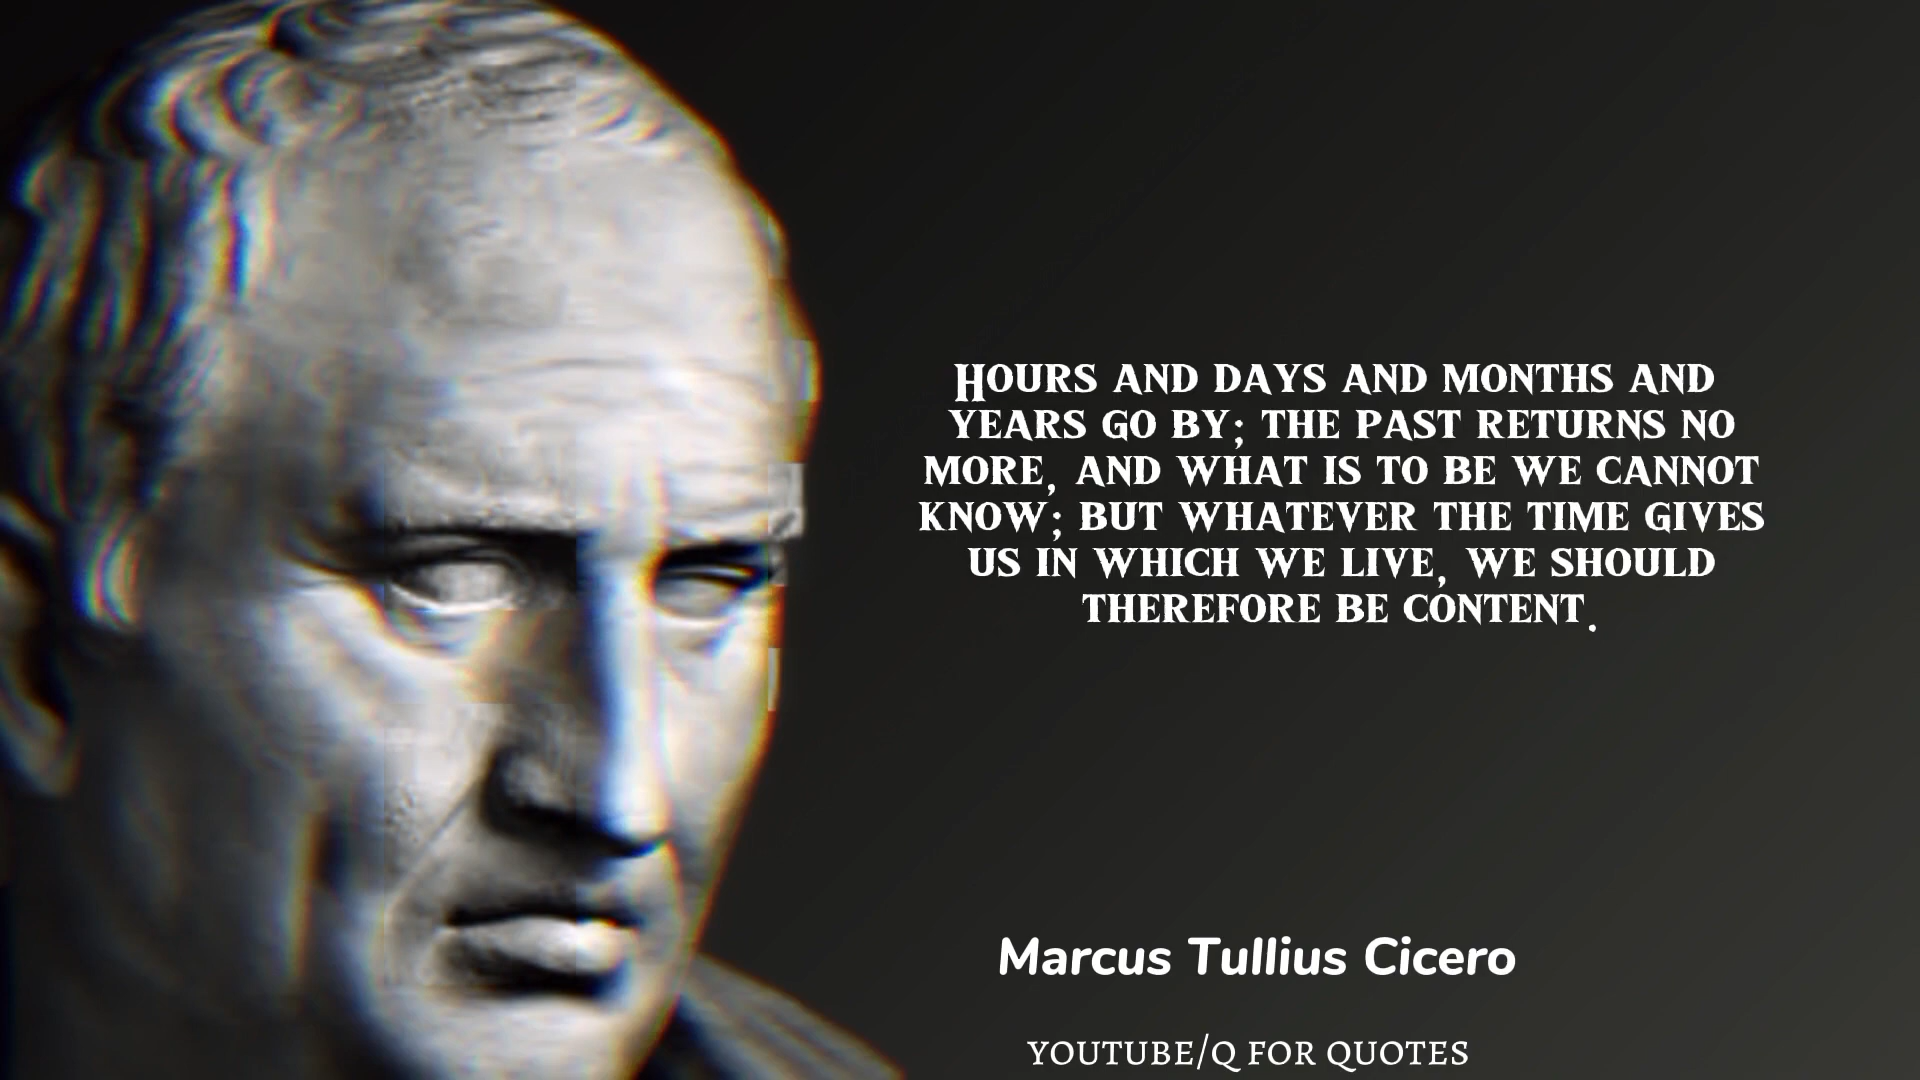 Hours and days and months and
years go by; the past returns no
more, and what is to be we cannot
know; but whatever the time gives
us in which we live, we should
therefore be content.
Marcus Tullius Cicero
YOUTUBE/Q FOR QUOTES